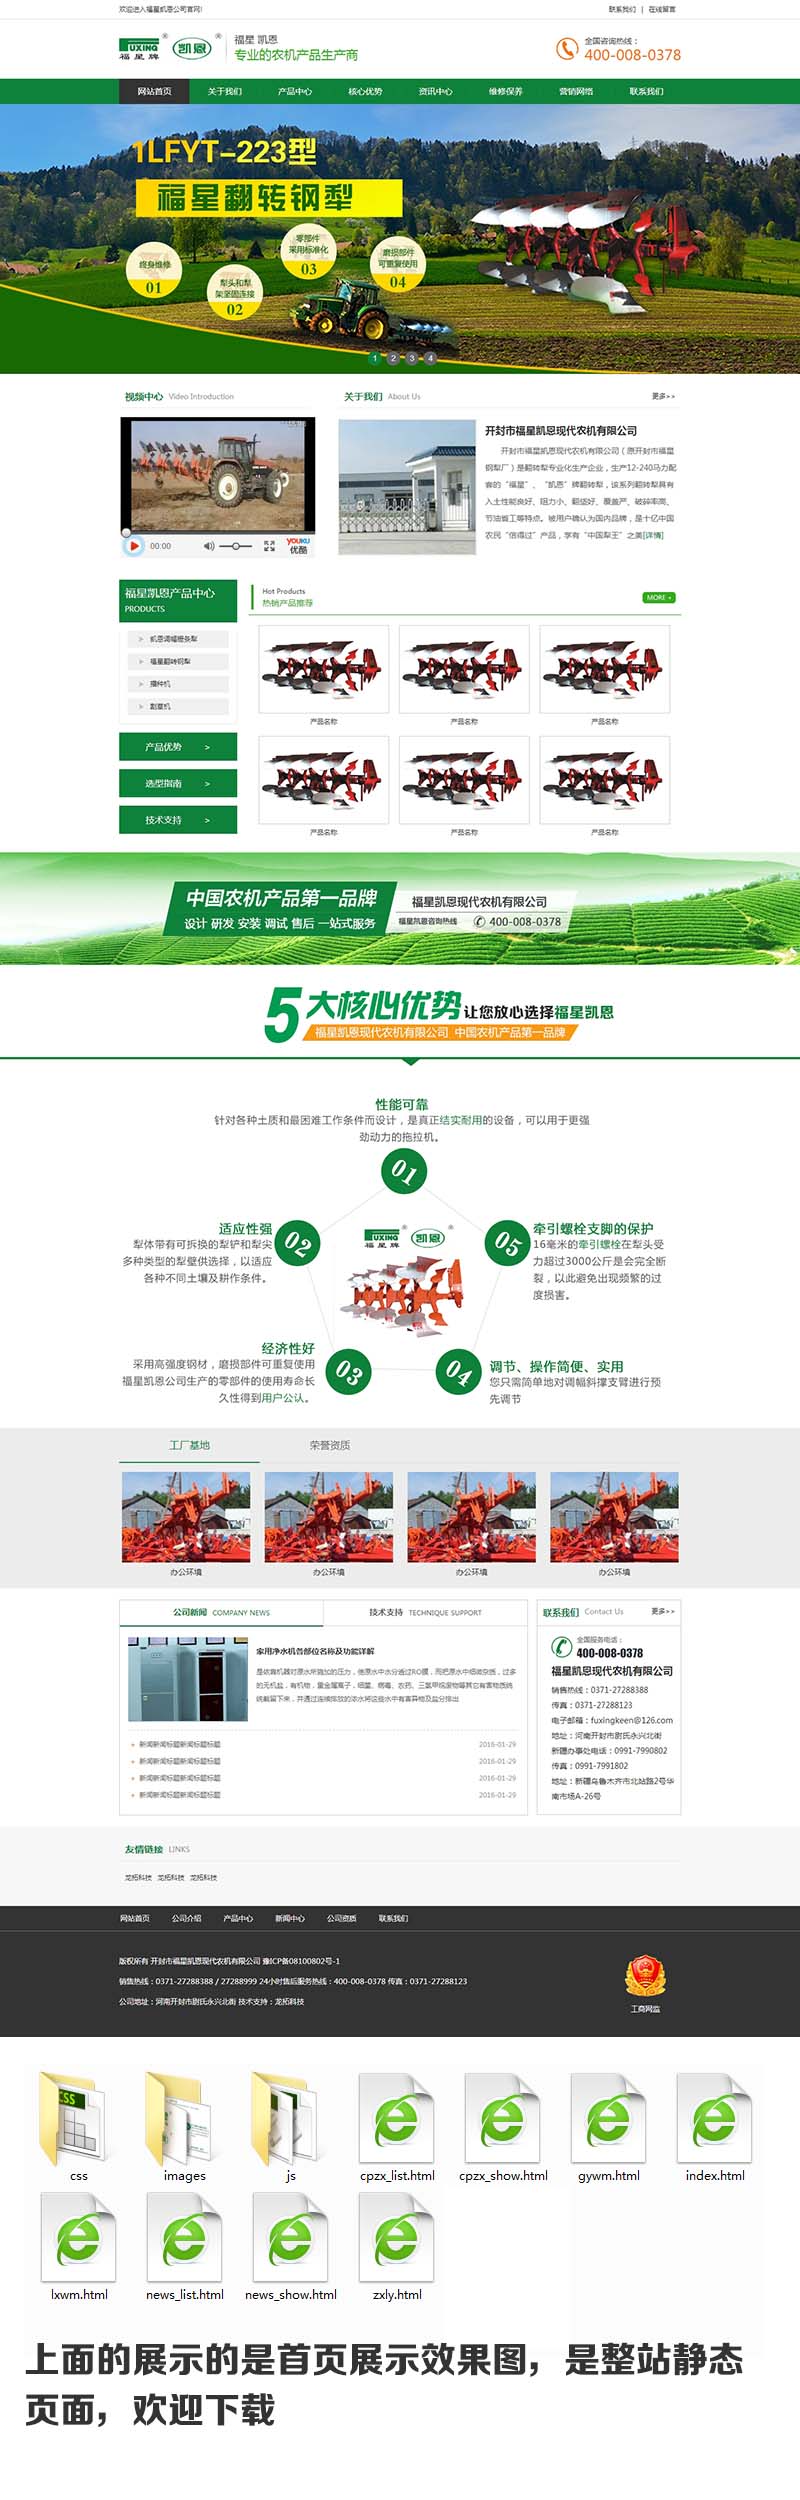 欢迎进入福星凯恩公司官网!
联系我们 | 在线留言
FUXING®
福星牌
凯恩®
福星 凯恩
专业的农机产品生产商
全国咨询热线:
400-008-0378
网站首页 关于我们 产品中心 核心优势 资讯中心 维修保养 营销网络 联系我们
1LFYT-223型
福星翻转钢犁
终身维修
01
犁头和犁
架坚固连接
02
零部件
采用标准化
03
磨损部件
可重复使用
04
1 2 3 4
视频中心 Video Introduction
00:00
YOUKU
优酷
关于我们 About Us
更多>>
开封市福星凯恩现代农机有限公司
开封市福星凯恩现代农机有限公司(原开封市福星
钢犁厂)是翻转犁专业化生产企业,生产12-240马力配
套的“福星”、“凯恩”牌翻转犁,该系列翻转犁具有
入土性能良好、阻力小、翻垡好、覆盖严、破碎率高、
节油省工等特点。被用户确认为国内品牌,是十亿中国
农民“信得过”产品,享有“中国犁王”之美[详情]
福星凯恩产品中心
PRODUCTS
凯恩调幅栅条犁
福星翻转钢犁
播种机
割草机
产品优势 >
选型指南 >
技术支持 >
Hot Products
热销产品推荐
MORE +
产品名称 产品名称 产品名称
产品名称 产品名称 产品名称
中国农机产品第一品牌
设计 研发 安装 调试 售后 一站式服务
福星凯恩现代农机有限公司
福星凯恩咨询热线 400-008-0378
5大核心优势 让您放心选择福星凯恩
福星凯恩现代农机有限公司 中国农机产品第一品牌
性能可靠
针对各种土质和最困难工作条件而设计,是真正结实耐用的设备,可以用于更强
劲动力的拖拉机。
01
适应性强
犁体带有可拆换的犁铲和犁尖
多种类型的犁壁供选择,以适应
各种不同土壤及耕作条件。
02
FUXING®
福星牌
凯恩®
05
牵引螺栓支脚的保护
16毫米的牵引螺栓在犁头受
力超过3000公斤是会完全断
裂,以此避免出现频繁的过
度损害。
经济性好
采用高强度钢材,磨损部件可重复使用
福星凯恩公司生产的零部件的使用寿命长
久性得到用户公认。
03
04
调节、操作简便、实用
您只需简单地对调幅斜撑支臂进行预
先调节
工厂基地 荣誉资质
办公环境 办公环境 办公环境 办公环境
公司新闻 COMPANY NEWS
技术支持 TECHNIQUE SUPPORT
家用净水机各部位名称及功能详解
是依靠机器对原水所施加的压力,使原水中水分透过RO膜,而把原水中细微杂质,过多
的无机盐,有机物,重金属离子,细菌、病毒、农药、三氯甲烷废物等其它有害物质统
统截留下来,并通过连续排放的浓水将这些水中有害异物及盐分排出
新闻新闻标题新闻标题标题 2016-01-29
新闻新闻标题新闻标题标题 2016-01-29
新闻新闻标题新闻标题标题 2016-01-29
新闻新闻标题新闻标题标题 2016-01-29
联系我们 Contact Us 更多>>
全国服务电话:
400-008-0378
福星凯恩现代农机有限公司
销售热线:0371-27288388
传真:0371-27288123
电子邮箱:fuxingkeen@126.com
地址:河南开封市尉氏永兴北街
新疆办事处电话:0991-7990802
传真:0991-7991802
地址:新疆乌鲁木齐市北站路2号华
南市场A-26号
友情链接 LINKS
龙拓科技 龙拓科技 龙拓科技
网站首页 公司介绍 产品中心 新闻中心 公司资质 联系我们
版权所有 开封市福星凯恩现代农机有限公司 豫ICP备08100802号-1
销售热线:0371-27288388 / 27288999 24小时售后服务热线:400-008-0378 传真:0371-27288123
公司地址:河南开封市尉氏永兴北街 技术支持:龙拓科技
工商网监
CSS
css images js cpzx_list.html cpzx_show.html gywm.html index.html
lxwm.html news_list.html news_show.html zxly.html
上面的展示的是首页展示效果图,是整站静态
页面,欢迎下载